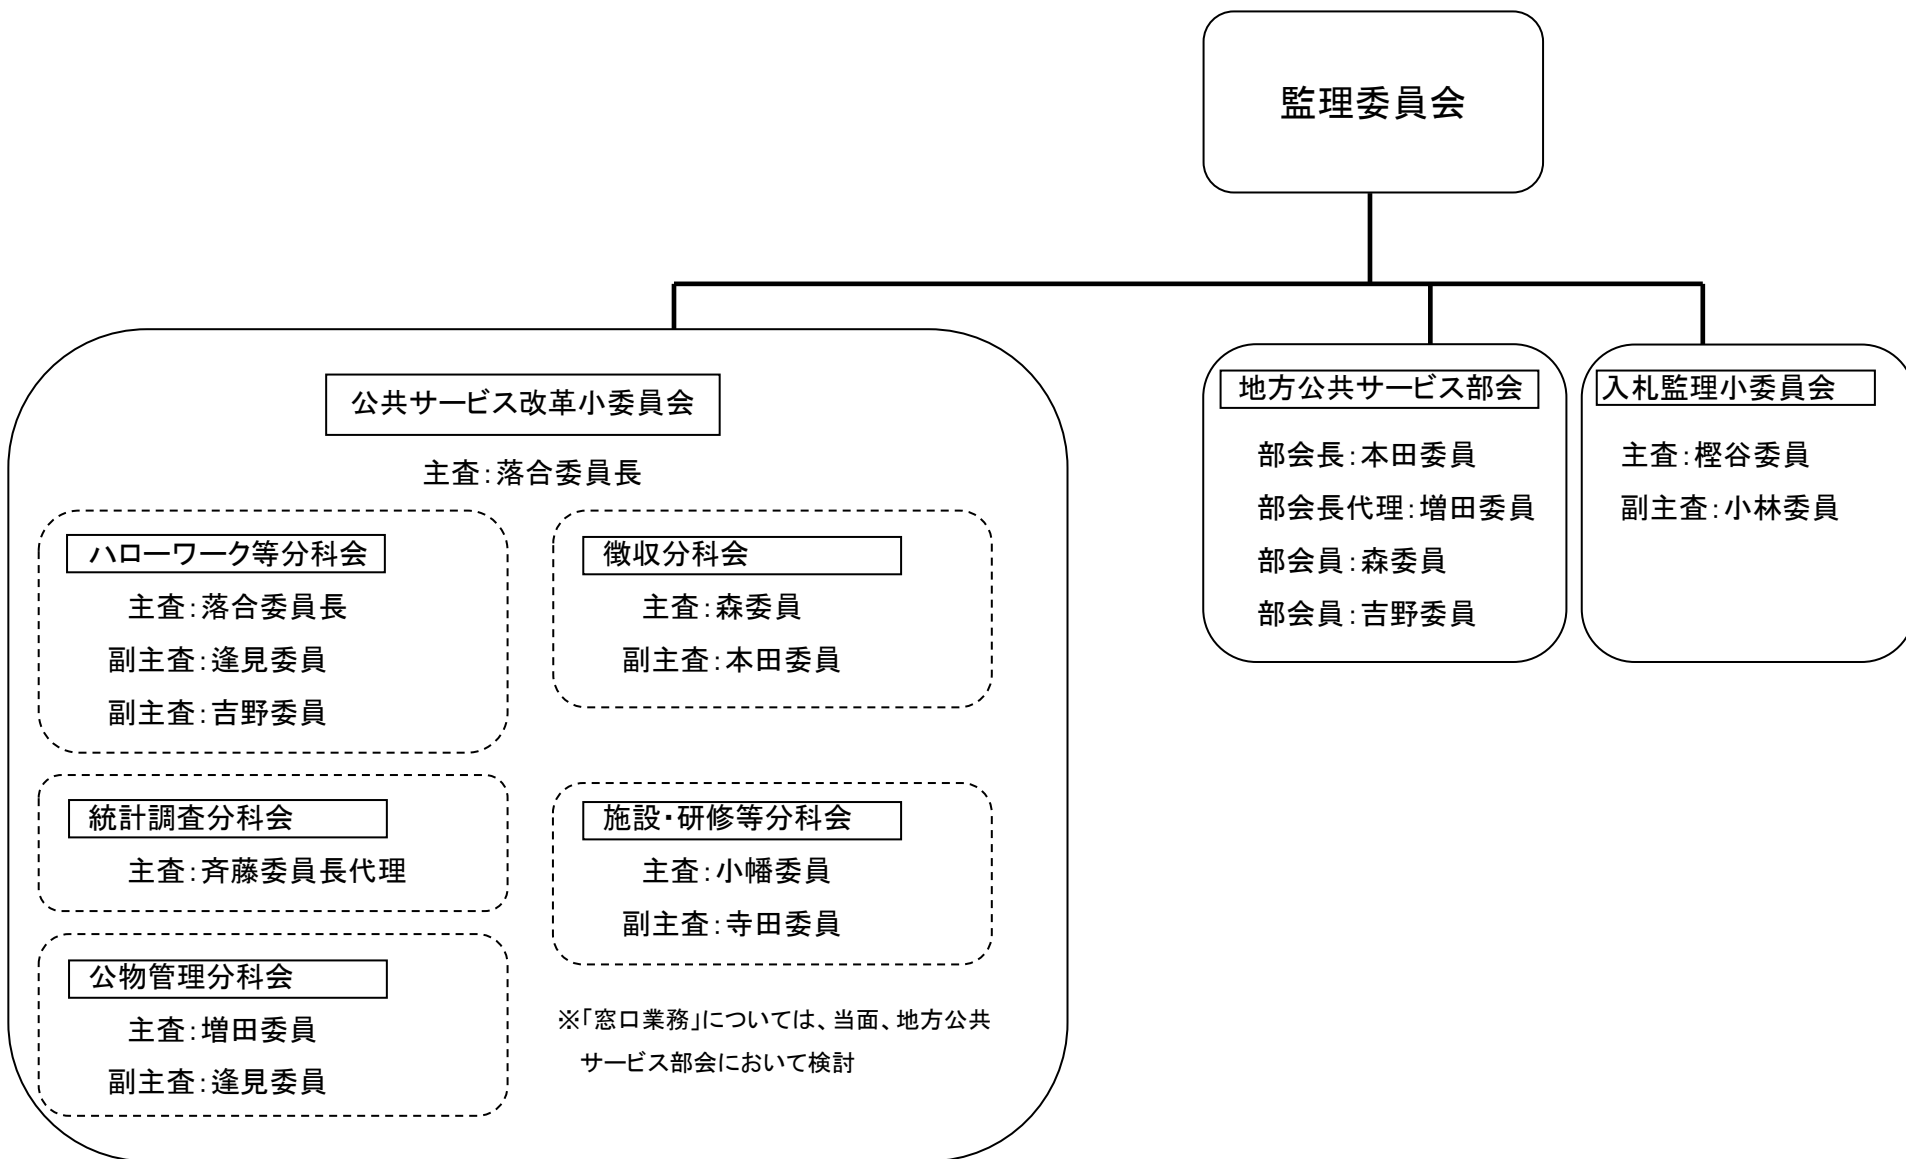 監理委員会
公共サービス改革小委員会
主査：落合委員長
ハローワーク等分科会
主査：落合委員長
副主査：逢見委員
副主査：吉野委員
統計調査分科会
主査：斉藤委員長代理
公物管理分科会
主査：増田委員
副主査：逢見委員
徴収分科会
主査：森委員
副主査：本田委員
施設・研修等分科会
主査：小幡委員
副主査：寺田委員
※「窓口業務」については、当面、地方公共
サービス部会において検討
地方公共サービス部会
部会長：本田委員
部会長代理：増田委員
部会員：森委員
部会員：吉野委員
入札監理小委員会
主査：樫谷委員
副主査：小林委員